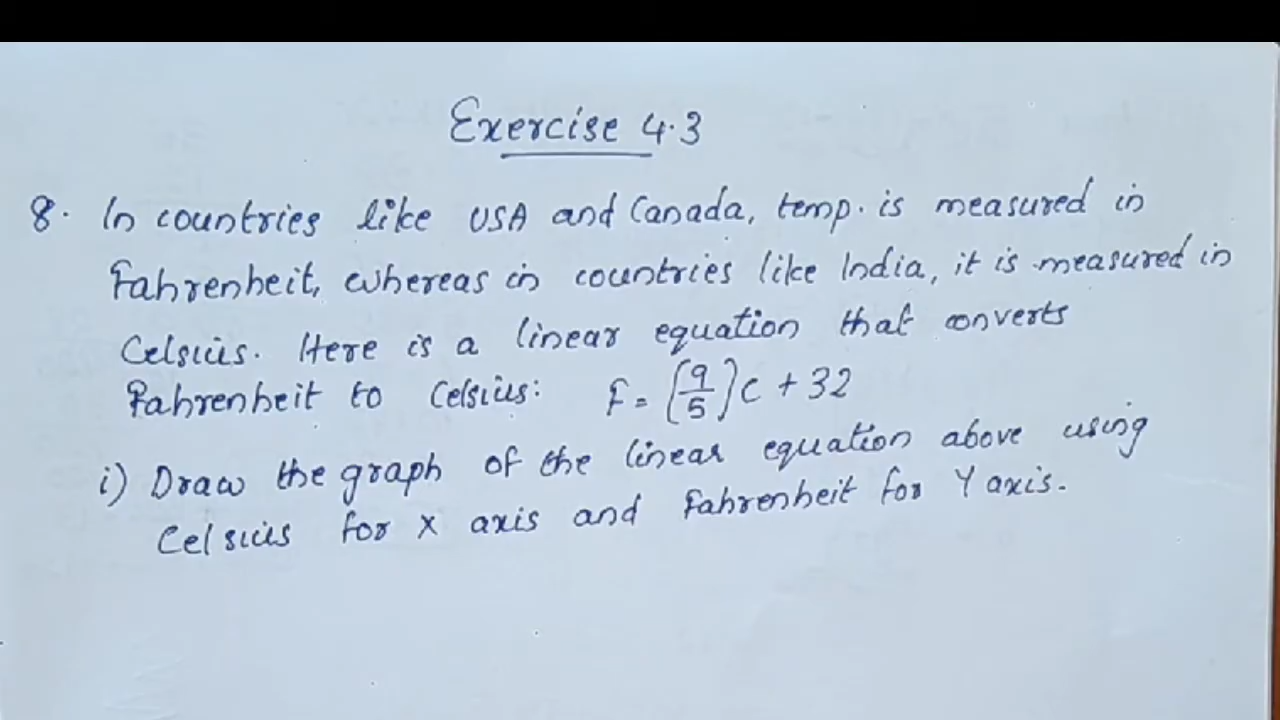 Exercise 4.3
8. In countries like USA and Canada, temp. is measured in
Fahrenheit, whereas in countries like India, it is measured in
Celsius. Here is a linear equation that converts
Fahrenheit to Celsius: F = (9/5)C + 32
i) Draw the graph of the linear equation above using
Celsius for X axis and Fahrenheit for Y axis.